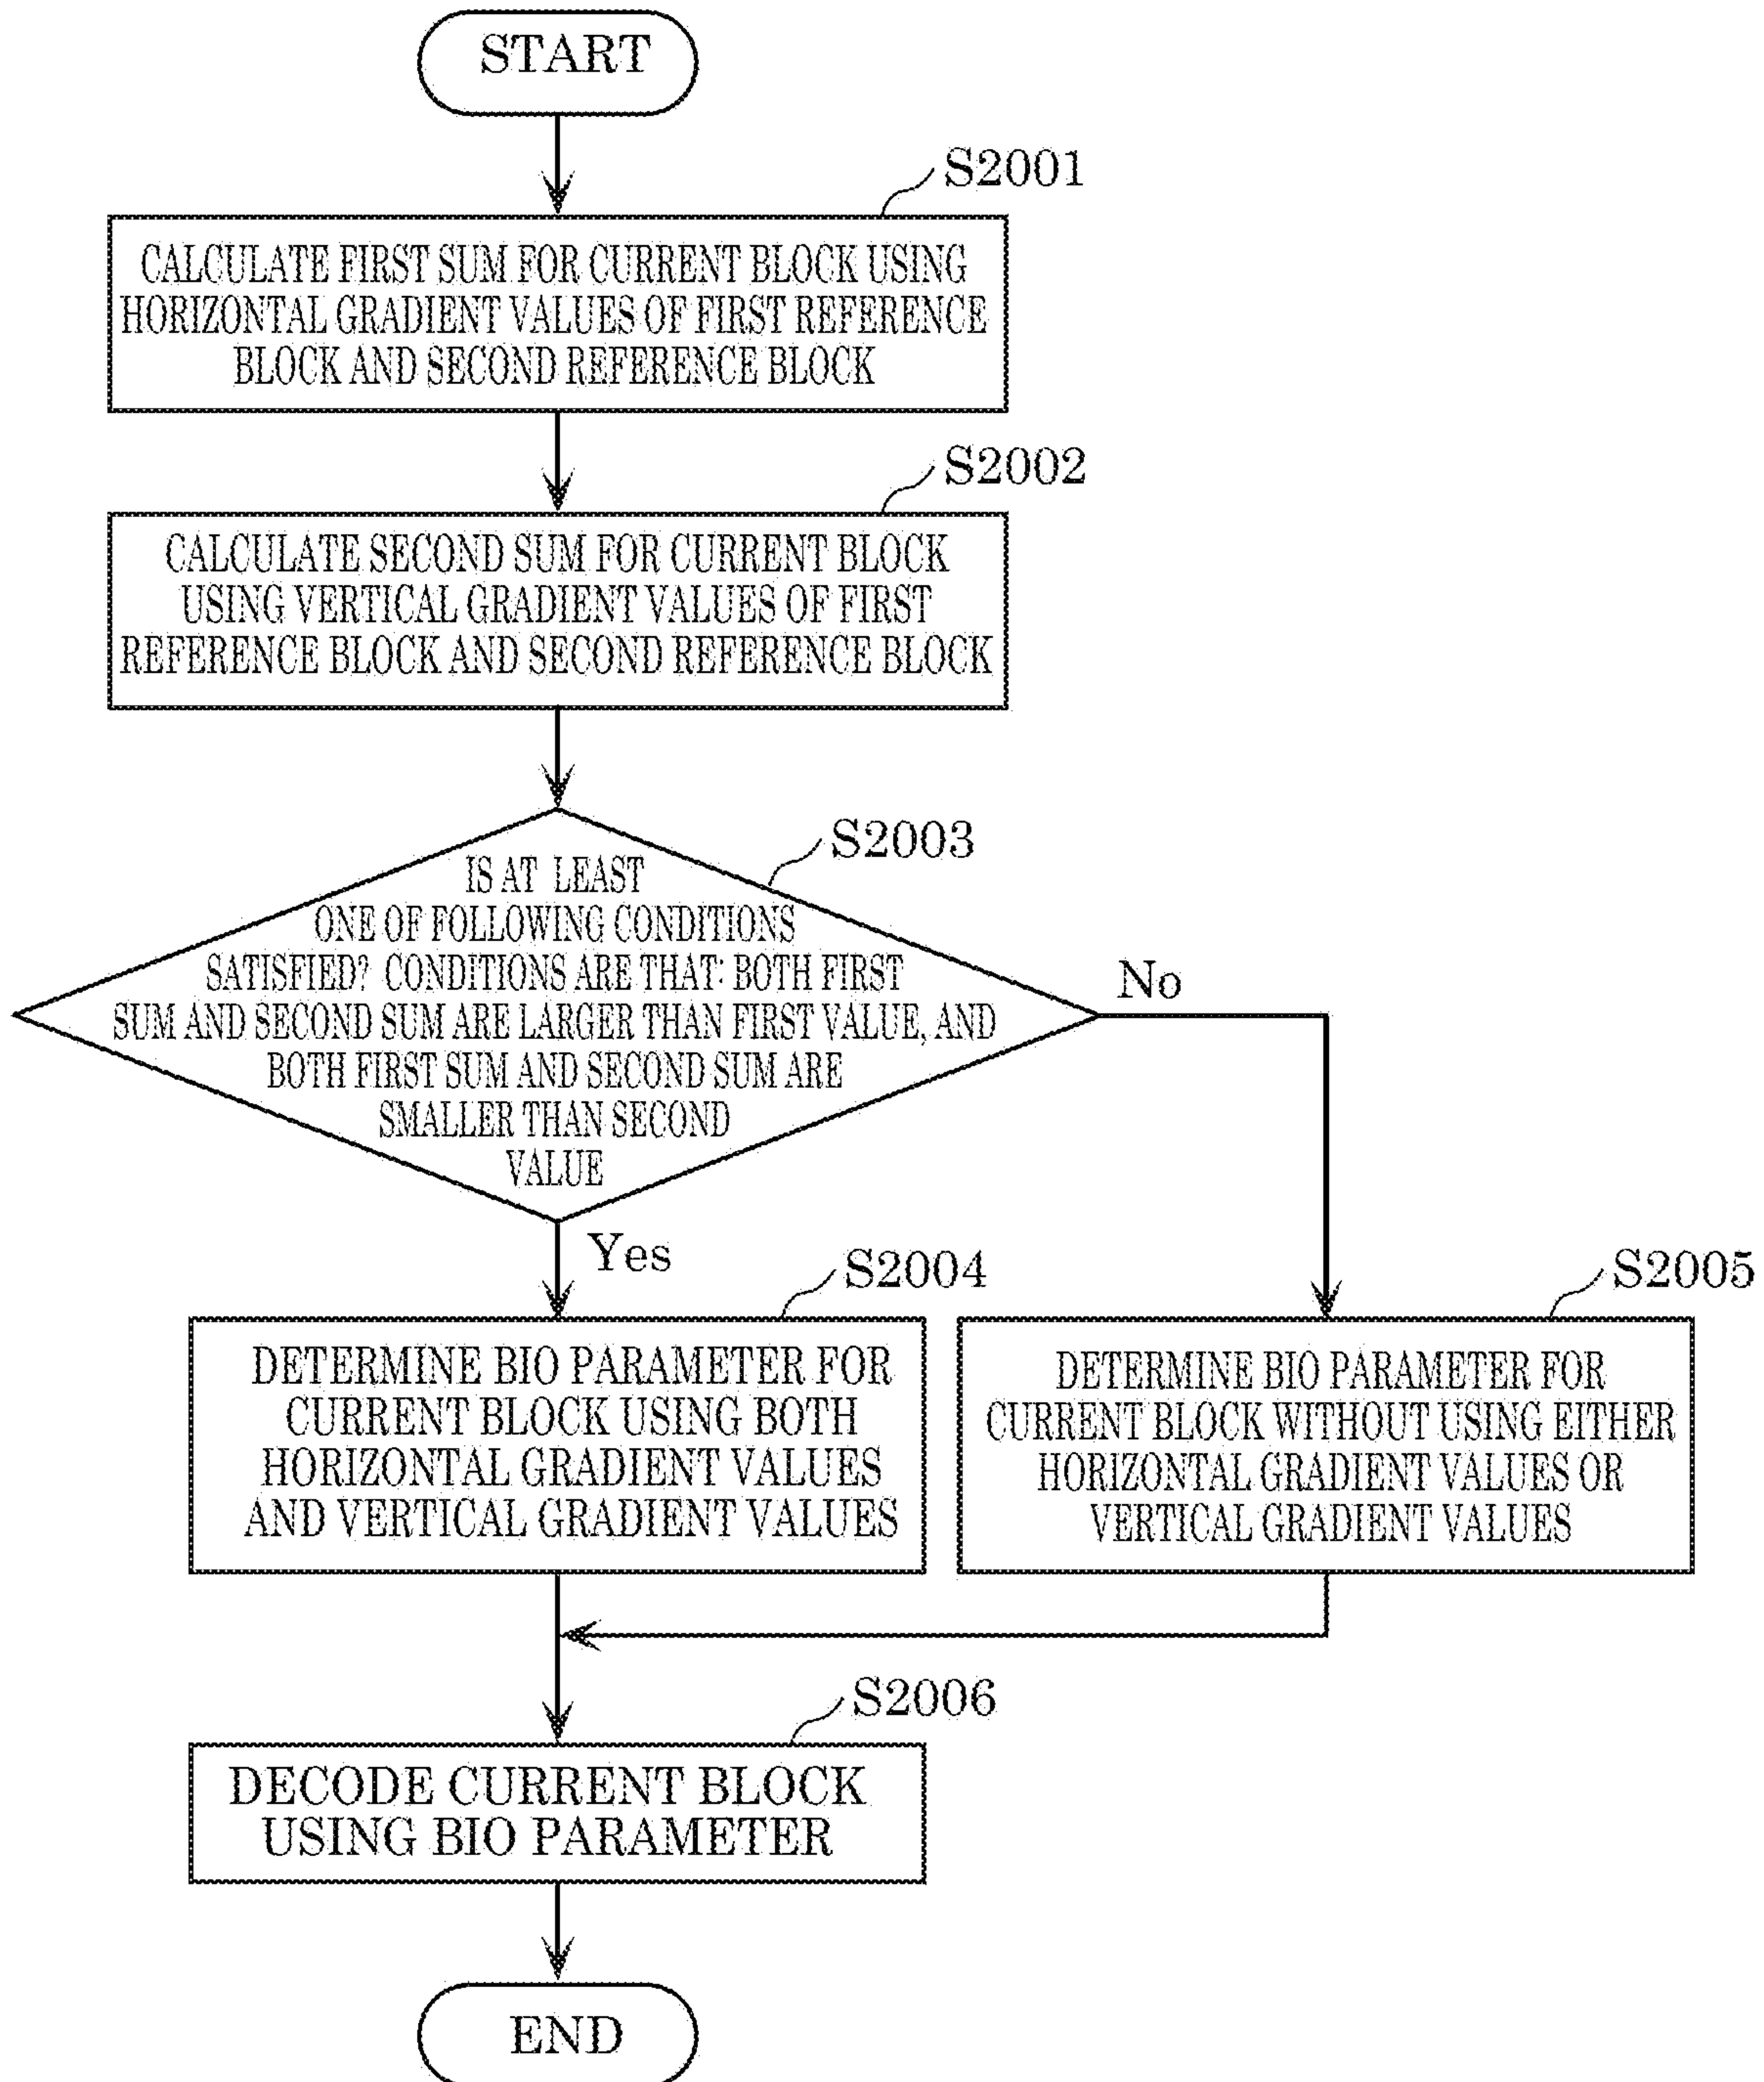 START
S2001
CALCULATE FIRST SUM FOR CURRENT BLOCK USING
HORIZONTAL GRADIENT VALUES OF FIRST REFERENCE
BLOCK AND SECOND REFERENCE BLOCK
S2002
CALCULATE SECOND SUM FOR CURRENT BLOCK
USING VERTICAL GRADIENT VALUES OF FIRST
REFERENCE BLOCK AND SECOND REFERENCE BLOCK
S2003
IS AT LEAST
ONE OF FOLLOWING CONDITIONS
SATISFIED? CONDITIONS ARE THAT: BOTH FIRST
SUM AND SECOND SUM ARE LARGER THAN FIRST VALUE, AND
BOTH FIRST SUM AND SECOND SUM ARE
SMALLER THAN SECOND
VALUE
No
Yes
S2004
DETERMINE BIO PARAMETER FOR
CURRENT BLOCK USING BOTH
HORIZONTAL GRADIENT VALUES
AND VERTICAL GRADIENT VALUES
S2005
DETERMINE BIO PARAMETER FOR
CURRENT BLOCK WITHOUT USING EITHER
HORIZONTAL GRADIENT VALUES OR
VERTICAL GRADIENT VALUES
S2006
DECODE CURRENT BLOCK
USING BIO PARAMETER
END